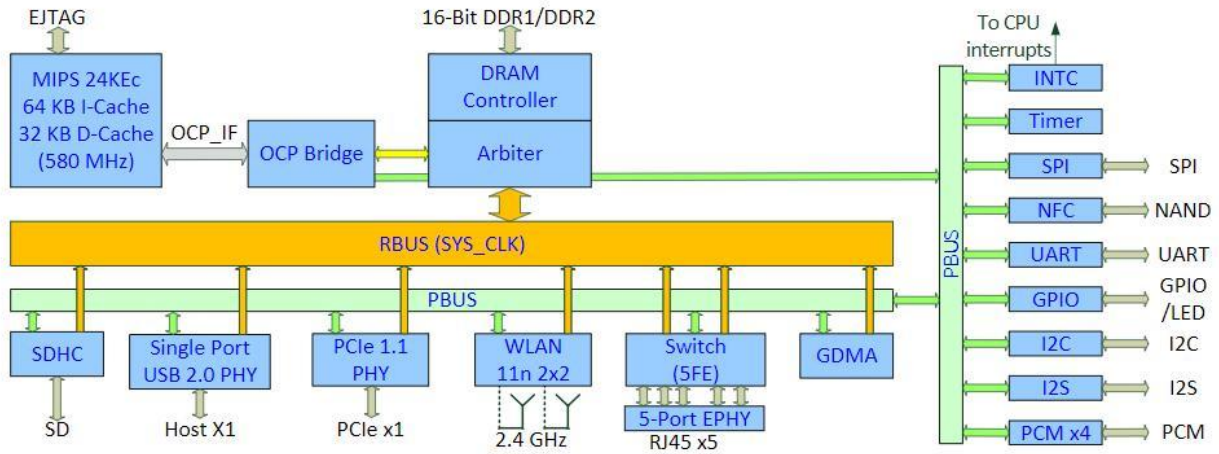 EJTAG
16-Bit DDR1/DDR2
To CPU
interrupts
MIPS 24KEc
64 KB I-Cache
32 KB D-Cache
(580 MHz)
OCP_IF
OCP Bridge
DRAM
Controller
Arbiter
RBUS (SYS_CLK)
PBUS
SDHC
Single Port
USB 2.0 PHY
PCIe 1.1
PHY
WLAN
11n 2x2
Switch
(5FE)
GDMA
5-Port EPHY
SD
Host X1
PCIe x1
2.4 GHz
RJ45 x5
PBUS
INTC
Timer
SPI
SPI
NFC
NAND
UART
UART
GPIO
GPIO
/LED
I2C
I2C
I2S
I2S
PCM x4
PCM